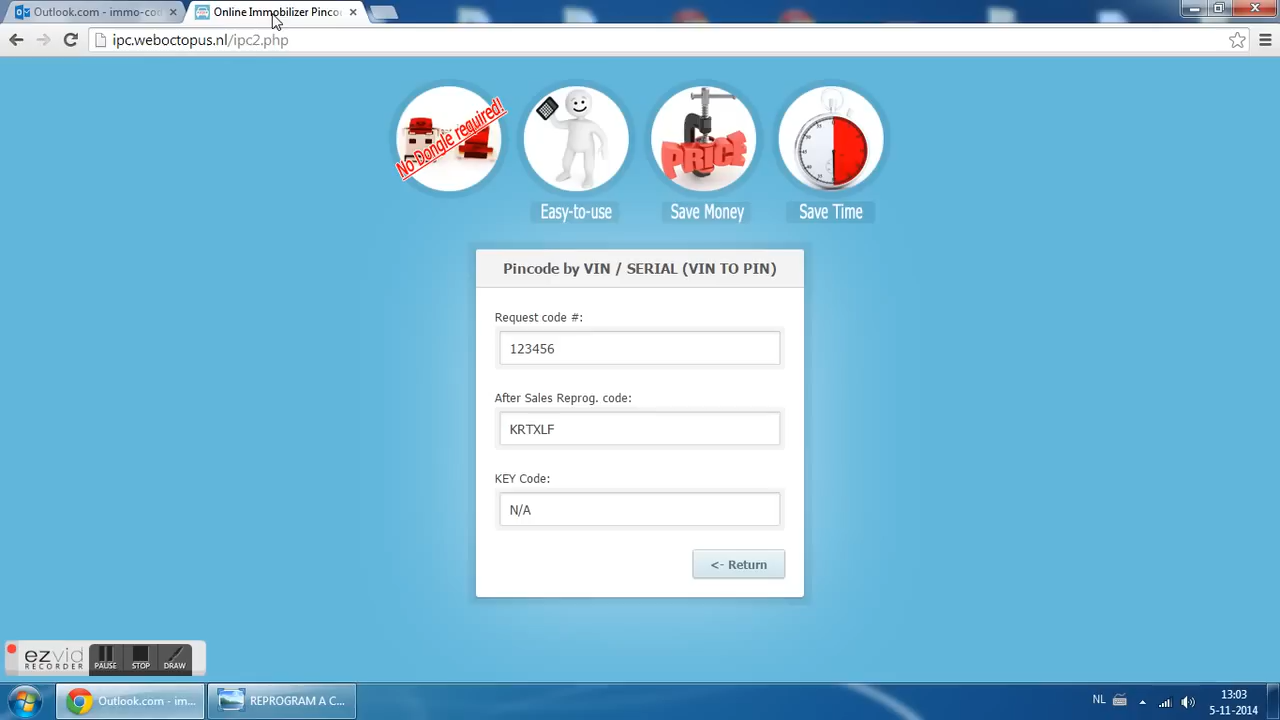 Outlook.com - immo-cod
Online Immobilizer Pinco
ipc.weboctopus.nl/ipc2.php
No Dongle required!
PRICE
Easy-to-use
Save Money
Save Time
Pincode by VIN / SERIAL (VIN TO PIN)
Request code #:
123456
After Sales Reprog. code:
KRTXLF
KEY Code:
N/A
<- Return
ezvid
RECORDER
PAUSE
STOP
DRAW
Outlook.com - im...
REPROGRAM A C...
NL
13:03
5-11-2014